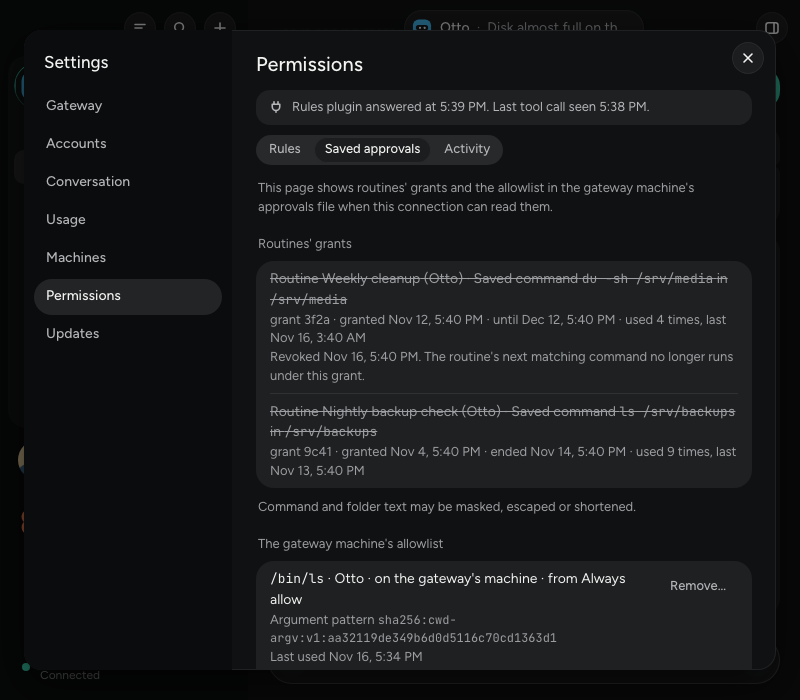 Otto · Disk almost full on th
Settings
Gateway
Accounts
Conversation
Usage
Machines
Permissions
Updates
Connected
Permissions
Rules plugin answered at 5:39 PM. Last tool call seen 5:38 PM.
Rules
Saved approvals
Activity
This page shows routines' grants and the allowlist in the gateway machine's
approvals file when this connection can read them.
Routines' grants
Routine Weekly cleanup (Otto) · Saved command du -sh /srv/media in
/srv/media
grant 3f2a · granted Nov 12, 5:40 PM · until Dec 12, 5:40 PM · used 4 times, last
Nov 16, 3:40 AM
Revoked Nov 16, 5:40 PM. The routine's next matching command no longer runs
under this grant.
Routine Nightly backup check (Otto) · Saved command ls /srv/backups
in /srv/backups
grant 9c41 · granted Nov 4, 5:40 PM · ended Nov 14, 5:40 PM · used 9 times, last
Nov 13, 5:40 PM
Command and folder text may be masked, escaped or shortened.
The gateway machine's allowlist
/bin/ls · Otto · on the gateway's machine · from Always
allow
Remove...
Argument pattern sha256:cwd-
argv:v1:aa32119de349b6d0d5116c70cd1363d1
Last used Nov 16, 5:34 PM